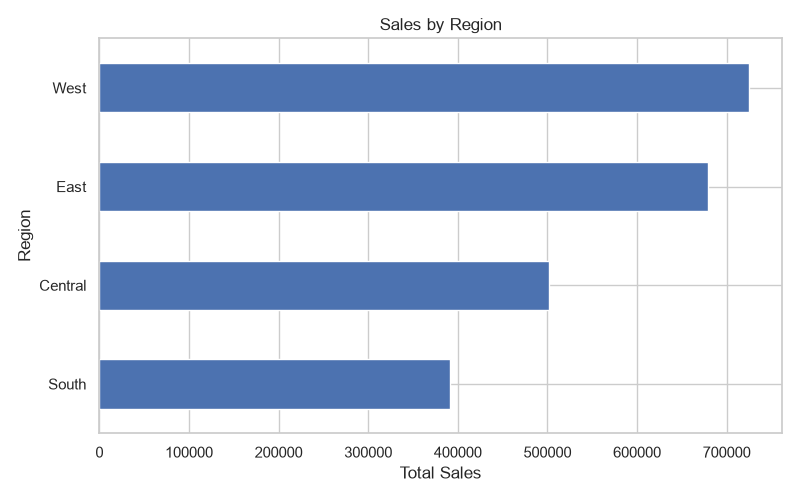 Sales by Region
West
East
Central
South
Region
0 100000 200000 300000 400000 500000 600000 700000
Total Sales